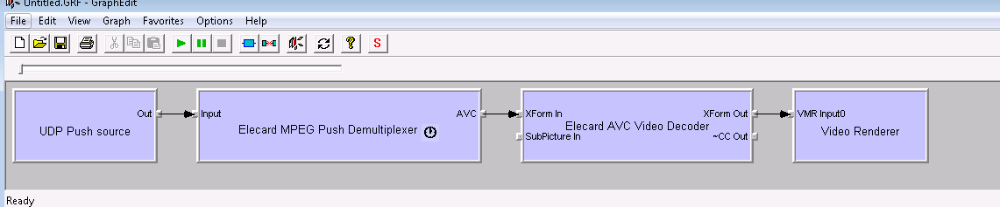 Untitled.GRF - GraphEdit
File Edit View Graph Favorites Options Help
? S
Out Input AVC XForm In XForm Out VMR Input0
UDP Push source Elecard MPEG Push Demultiplexer Elecard AVC Video Decoder Video Renderer
SubPicture In ~CC Out
Ready